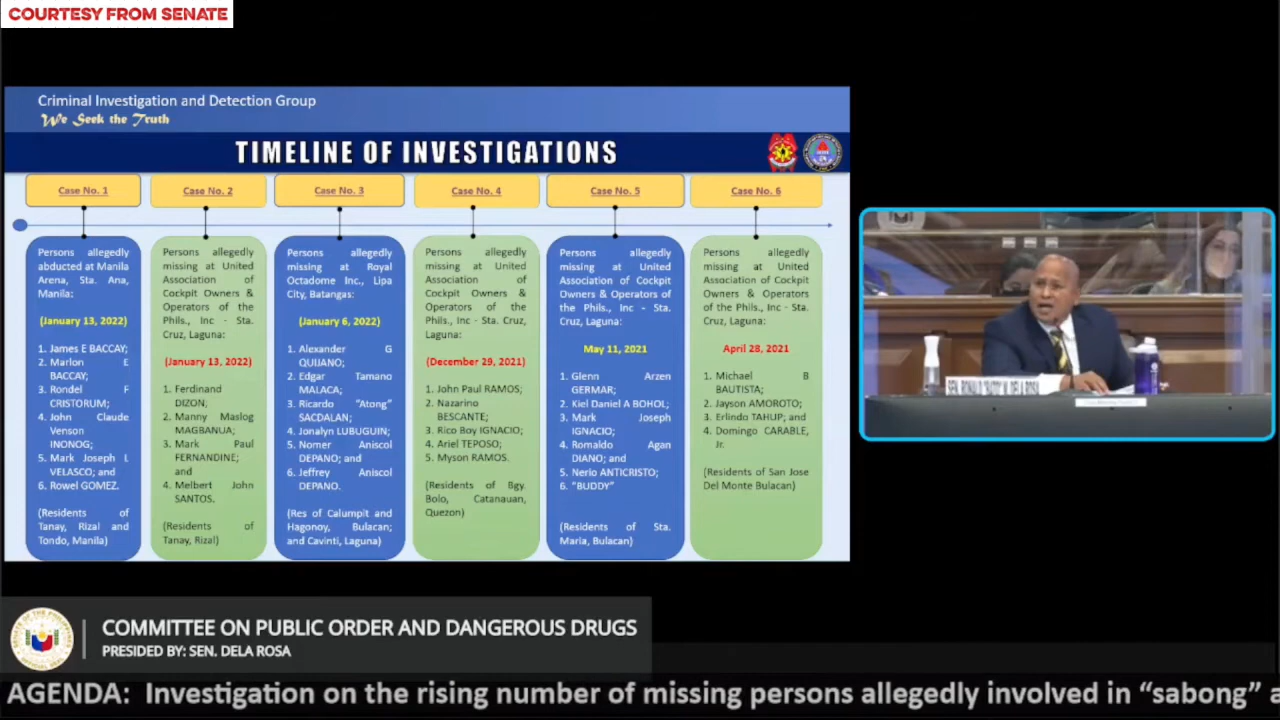 COURTESY FROM SENATE
Criminal Investigation and Detection Group
We Seek the Truth
TIMELINE OF INVESTIGATIONS
Case No. 1
Case No. 2
Case No. 3
Case No. 4
Case No. 5
Case No. 6
Persons allegedly
abducted at Manila
Arena, Sta. Ana,
Manila:
(January 13, 2022)
1. James E BACCAY;
2. Marlon E
BACCAY;
3. Rondel F
CRISTORUM;
4. John Claude
Venson
INONOG;
5. Mark Joseph L
VELASCO; and
6. Rowel GOMEZ.
(Residents of
Tanay, Rizal and
Tondo, Manila)
Persons allegedly
missing at United
Association of
Cockpit Owners &
Operators of the
Phils., Inc - Sta.
Cruz, Laguna:
(January 13, 2022)
1. Ferdinand
DIZON;
2. Manny Maslog
MAGBANUA;
3. Mark Paul
FERNANDINE;
and
4. Melbert John
SANTOS.
(Residents of
Tanay, Rizal)
Persons allegedly
missing at Royal
Octadome Inc., Lipa
City, Batangas:
(January 6, 2022)
1. Alexander G
QUIJANO;
2. Edgar Tamano
MALACA;
3. Ricardo "Atong"
SACDALAN;
4. Jonalyn LUBUGUIN;
5. Nomer Aniscol
DEPANO; and
6. Jeffrey Aniscol
DEPANO.
(Res of Calumpit and
Hagonoy, Bulacan;
and Cavinti, Laguna)
Persons allegedly
missing at United
Association of
Cockpit Owners &
Operators of the
Phils., Inc - Sta. Cruz,
Laguna:
(December 29, 2021)
1. John Paul RAMOS;
2. Nazarino
BESCANTE;
3. Rico Boy IGNACIO;
4. Ariel TEPOSO;
5. Myson RAMOS.
(Residents of Bgy.
Bolo, Catanauan,
Quezon)
Persons allegedly
missing at United
Association of Cockpit
Owners & Operators of
the Phils., Inc - Sta.
Cruz, Laguna:
May 11, 2021
1. Glenn Arzen
GERMAR;
2. Kiel Daniel A BOHOL;
3. Mark Joseph
IGNACIO;
4. Romaldo Agan
DIANO; and
5. Nerio ANTICRISTO;
6. "BUDDY"
(Residents of Sta.
Maria, Bulacan)
Persons allegedly
missing at United
Association of Cockpit
Owners & Operators
of the Phils., Inc - Sta.
Cruz, Laguna:
April 28, 2021
1. Michael B
BAUTISTA;
2. Jayson AMOROTO;
3. Erlindo TAHUP; and
4. Domingo CARABLE,
Jr.
(Residents of San Jose
Del Monte Bulacan)
SEN. RONALD "BATO" M. DELA ROSA
COMMITTEE ON PUBLIC ORDER AND DANGEROUS DRUGS
PRESIDED BY: SEN. DELA ROSA
AGENDA: Investigation on the rising number of missing persons allegedly involved in “sabong” a